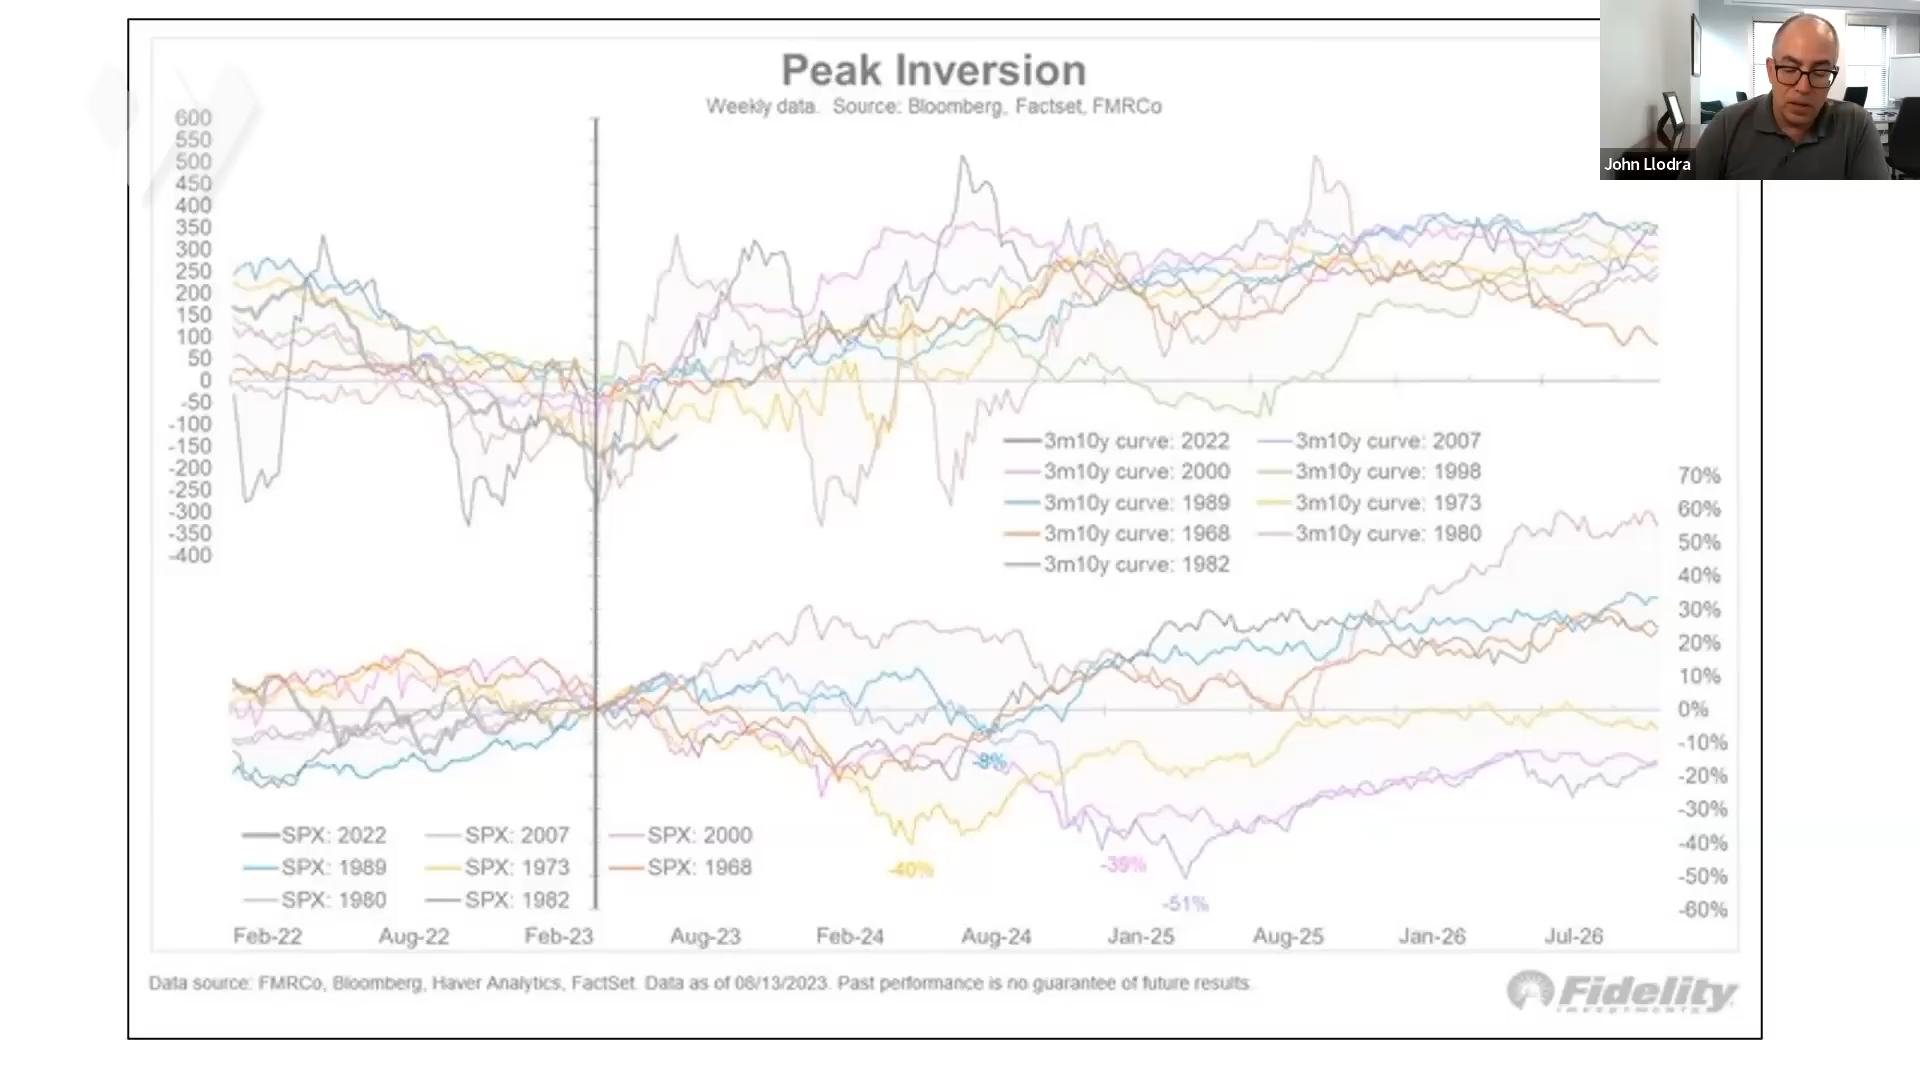 Peak Inversion
Weekly data. Source: Bloomberg, Factset, FMRCo
John Llodra
600
550
500
450
400
350
300
250
200
150
100
50
0
-50
-100
-150
-200
-250
-300
-350
-400
3m10y curve: 2022 3m10y curve: 2007
3m10y curve: 2000 3m10y curve: 1998
3m10y curve: 1989 3m10y curve: 1973
3m10y curve: 1968 3m10y curve: 1980
3m10y curve: 1982
70%
60%
50%
40%
30%
20%
10%
0%
-10%
-20%
-30%
-40%
-50%
-60%
-8%
-40%
-39%
-51%
SPX: 2022 SPX: 2007 SPX: 2000
SPX: 1989 SPX: 1973 SPX: 1968
SPX: 1980 SPX: 1982
Feb-22 Aug-22 Feb-23 Aug-23 Feb-24 Aug-24 Jan-25 Aug-25 Jan-26 Jul-26
Data source: FMRCo, Bloomberg, Haver Analytics, FactSet. Data as of 08/13/2023. Past performance is no guarantee of future results.
Fidelity
INVESTMENTS